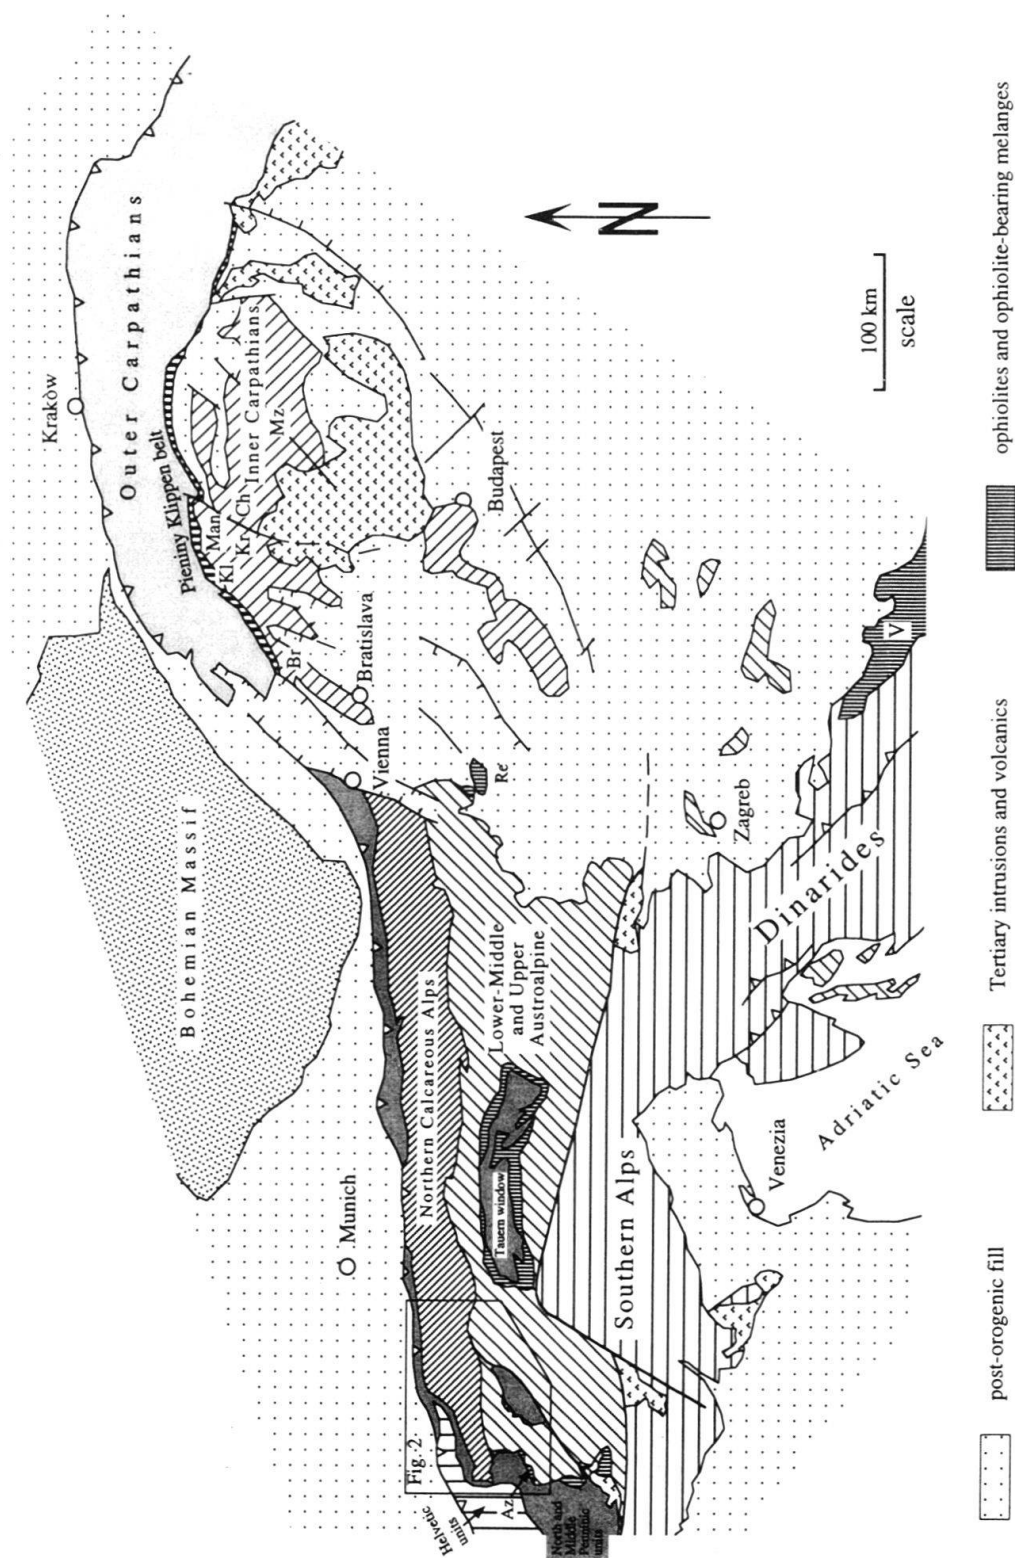 Kraków
Outer Carpathians
Pieniny Klippen belt
Man
Kl
Kr
Ch
Inner Carpathians
Mz
Br
Bratislava
Budapest
Bohemian Massif
Vienna
Munich
Northern Calcareous Alps
Lower-Middle
and Upper
Austroalpine
Tauern window
Re
Zagreb
V
Dinarides
Southern Alps
Adriatic Sea
Venezia
Fig. 2
Helvetic
units
Az
North and
Middle
Penninic
units
N
100 km
scale
post-orogenic fill
Tertiary intrusions and volcanics
ophiolites and ophiolite-bearing melanges